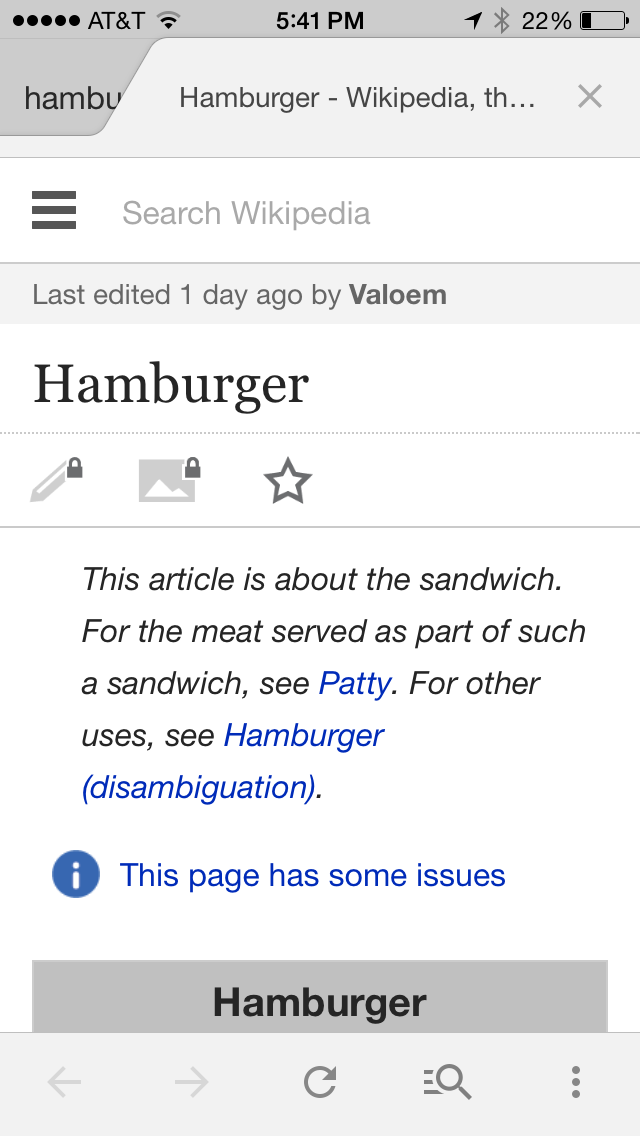 AT&T 5:41 PM 22%
hambu Hamburger - Wikipedia, th...
Search Wikipedia
Last edited 1 day ago by Valoem
Hamburger
This article is about the sandwich.
For the meat served as part of such
a sandwich, see Patty. For other
uses, see Hamburger
(disambiguation).
This page has some issues
Hamburger